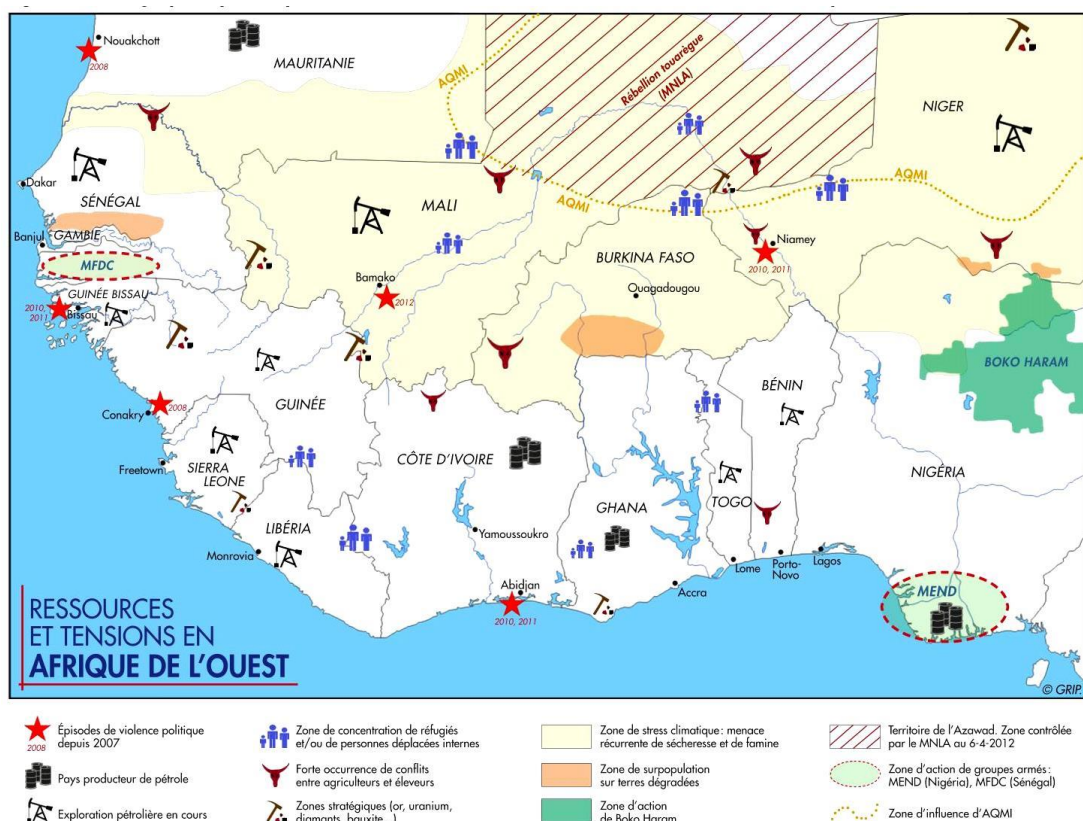 Nouakchott
2008
MAURITANIE
AQMI
Rébellion touarègue
(MNLA)
NIGER
Dakar
SÉNÉGAL
MALI
AQMI
AQMI
Banjul
GAMBIE
MFDC
Niamey
2010, 2011
BURKINA FASO
Bamako
2012
Ouagadougou
GUINÉE BISSAU
2010,
2011
Bissau
BOKO HARAM
BÉNIN
2008
Conakry
GUINÉE
CÔTE D'IVOIRE
Freetown
SIERRA
LEONE
NIGÉRIA
GHANA
TOGO
LIBÉRIA
Yamoussoukro
Monrovia
Lome
Porto-
Novo
Lagos
Abidjan
2010, 2011
Accra
MEND
RESSOURCES
ET TENSIONS EN
AFRIQUE DE L'OUEST
© GRIP.
2008
Épisodes de violence politique
depuis 2007
Pays producteur de pétrole
Exploration pétrolière en cours
Zone de concentration de réfugiés
et/ou de personnes déplacées internes
Forte occurrence de conflits
entre agriculteurs et éleveurs
Zones stratégiques (or, uranium,
diamants, bauxite...)
Zone de stress climatique : menace
récurrente de sécheresse et de famine
Zone de surpopulation
sur terres dégradées
Zone d'action
de Boko Haram
Territoire de l'Azawad. Zone contrôlée
par le MNLA au 6-4-2012
Zone d'action de groupes armés :
MEND (Nigéria), MFDC (Sénégal)
Zone d'influence d'AQMI